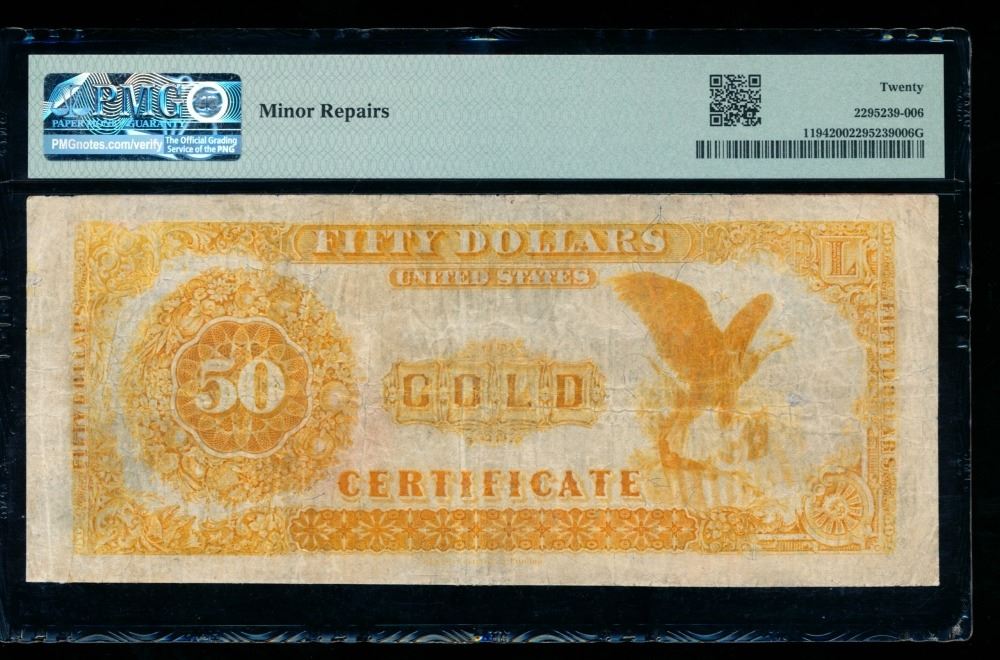 PMG
PAPER MONEY GUARANTY
PMGnotes.com/verify
The Official Grading
Service of the PNG
Minor Repairs
Twenty
2295239-006
11942002295239006G
FIFTY DOLLARS
UNITED STATES
L
FIFTY DOLLARS
50
GOLD
FIFTY DOLLARS
CERTIFICATE